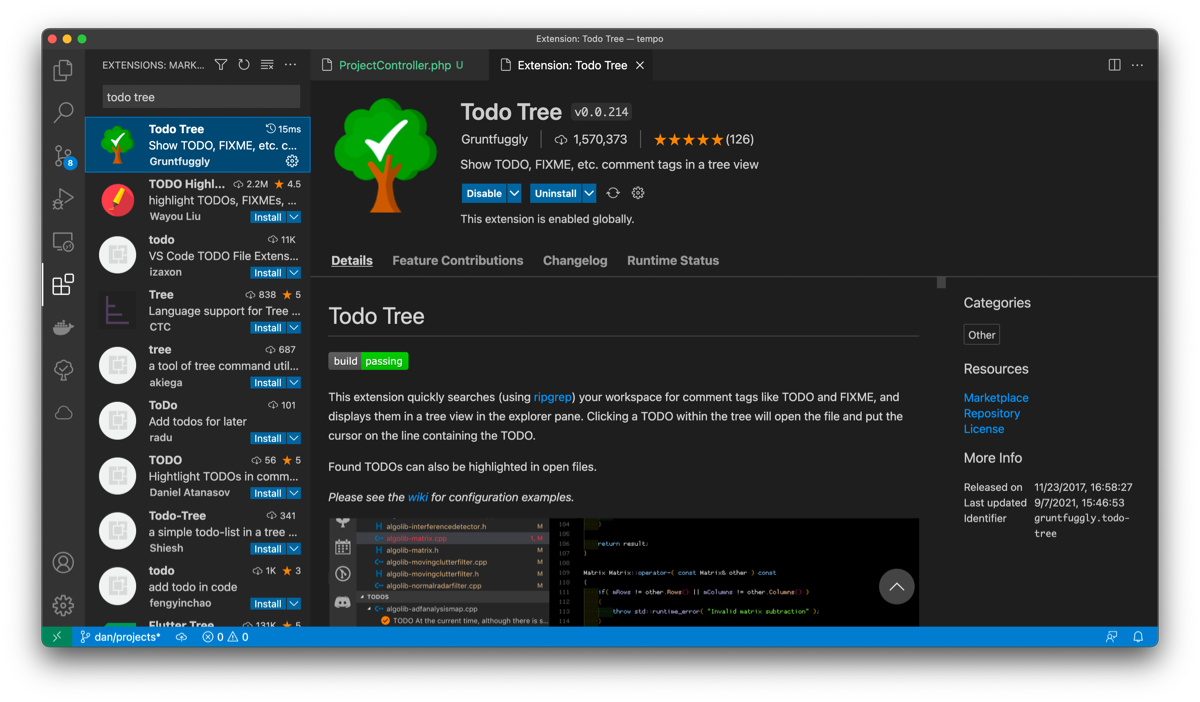 Extension: Todo Tree — tempo
EXTENSIONS: MARK...
ProjectController.php U
Extension: Todo Tree
todo tree
Todo Tree 15ms
Show TODO, FIXME, etc. c...
Gruntfuggly
TODO Highl... 2.2M 4.5
highlight TODOs, FIXMEs, ...
Wayou Liu Install
todo 11K
VS Code TODO File Extens...
izaxon Install
Tree 838 5
Language support for Tree ...
CTC Install
tree 687
a tool of tree command util...
akiega Install
ToDo 101
Add todos for later
radu Install
TODO 56 5
Hightlight TODOs in comm...
Daniel Atanasov Install
Todo-Tree 341
a simple todo-list in a tree ...
Shiesh Install
todo 1K 3
add todo in code
fengyinchao Install
Flutter Tree 131K 5
8
Todo Tree v0.0.214
Gruntfuggly 1,570,373 (126)
Show TODO, FIXME, etc. comment tags in a tree view
Disable Uninstall
This extension is enabled globally.
Details Feature Contributions Changelog Runtime Status
Todo Tree
build passing
This extension quickly searches (using ripgrep) your workspace for comment tags like TODO and FIXME, and
displays them in a tree view in the explorer pane. Clicking a TODO within the tree will open the file and put the
cursor on the line containing the TODO.
Found TODOs can also be highlighted in open files.
Please see the wiki for configuration examples.
algolib-interferencedetector.h M
algolib-matrix.cpp 1, M
algolib-matrix.h M
algolib-movingclutterfilter.cpp M
algolib-movingclutterfilter.h M
algolib-normalradarfilter.cpp M
TODOS
algolib-adfanalysismap.cpp
TODO At the current time, although there is s...
104 }
105
106 return result;
107 }
108
109 Matrix Matrix::operator-( const Matrix& other ) const
110 {
111 if( mRows != other.Rows() || mColumns != other.Columns() )
112 {
113 throw std::runtime_error( "Invalid matrix subtraction" );
114 }
Categories
Other
Resources
Marketplace
Repository
License
More Info
Released on 11/23/2017, 16:58:27
Last updated 9/7/2021, 15:46:53
Identifier gruntfuggly.todo-
tree
dan/projects* 0 0